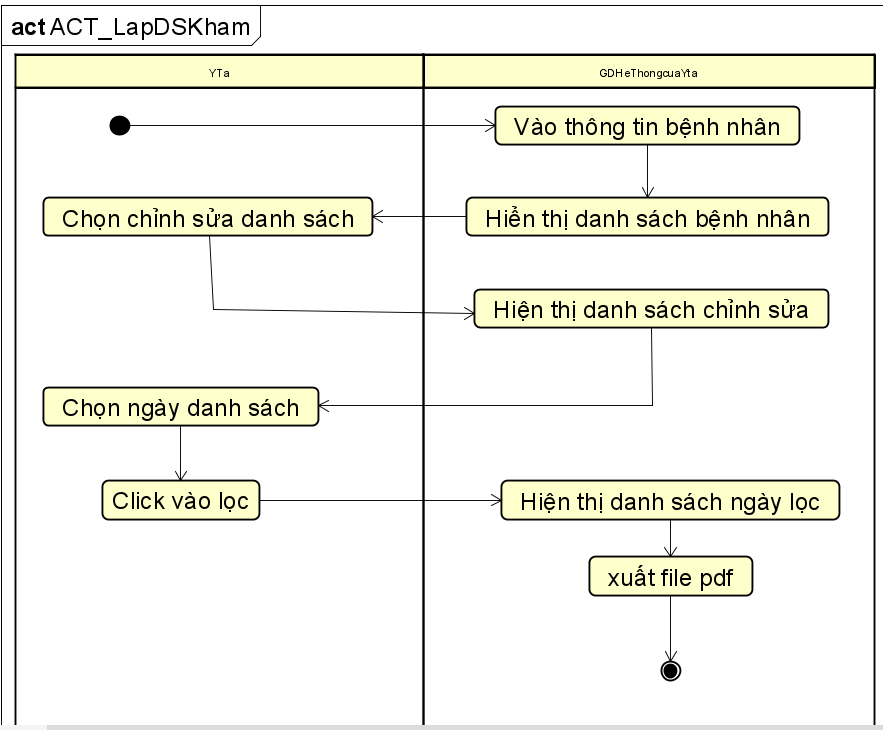 act ACT_LapDSKham
YTa
GDHeThongcuaYta
Vào thông tin bệnh nhân
Chọn chỉnh sửa danh sách
Hiển thị danh sách bệnh nhân
Hiện thị danh sách chỉnh sửa
Chọn ngày danh sách
Click vào lọc
Hiện thị danh sách ngày lọc
xuất file pdf